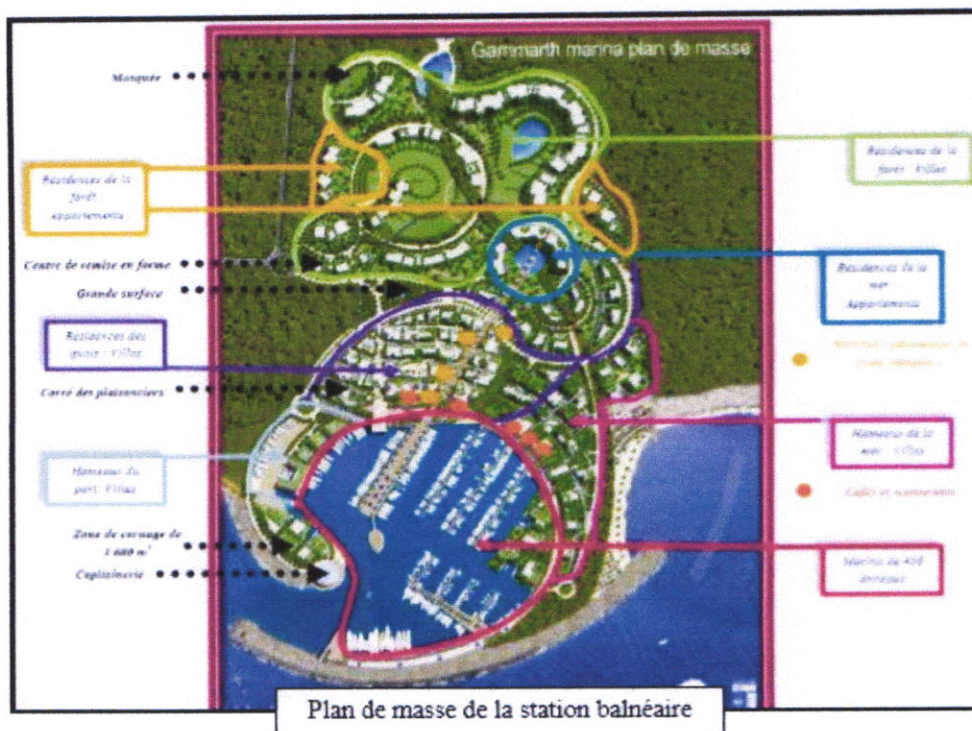 Gammarth marina plan de masse
Mosquée
Résidences de la
forêt
Appartements
Résidences de la
forêt : Villas
Centre de remise en forme
Grande surface
Résidences de la
mer
Appartements
Résidences des
quais : Villas
Carré des plaisanciers
Hameaux de la
mer : Villas
Hameaux du
port : Villas
Cafés et restaurants
Zone de carénage de
m²
Capitainerie
Marina de
anneaux
Plan de masse de la station balnéaire